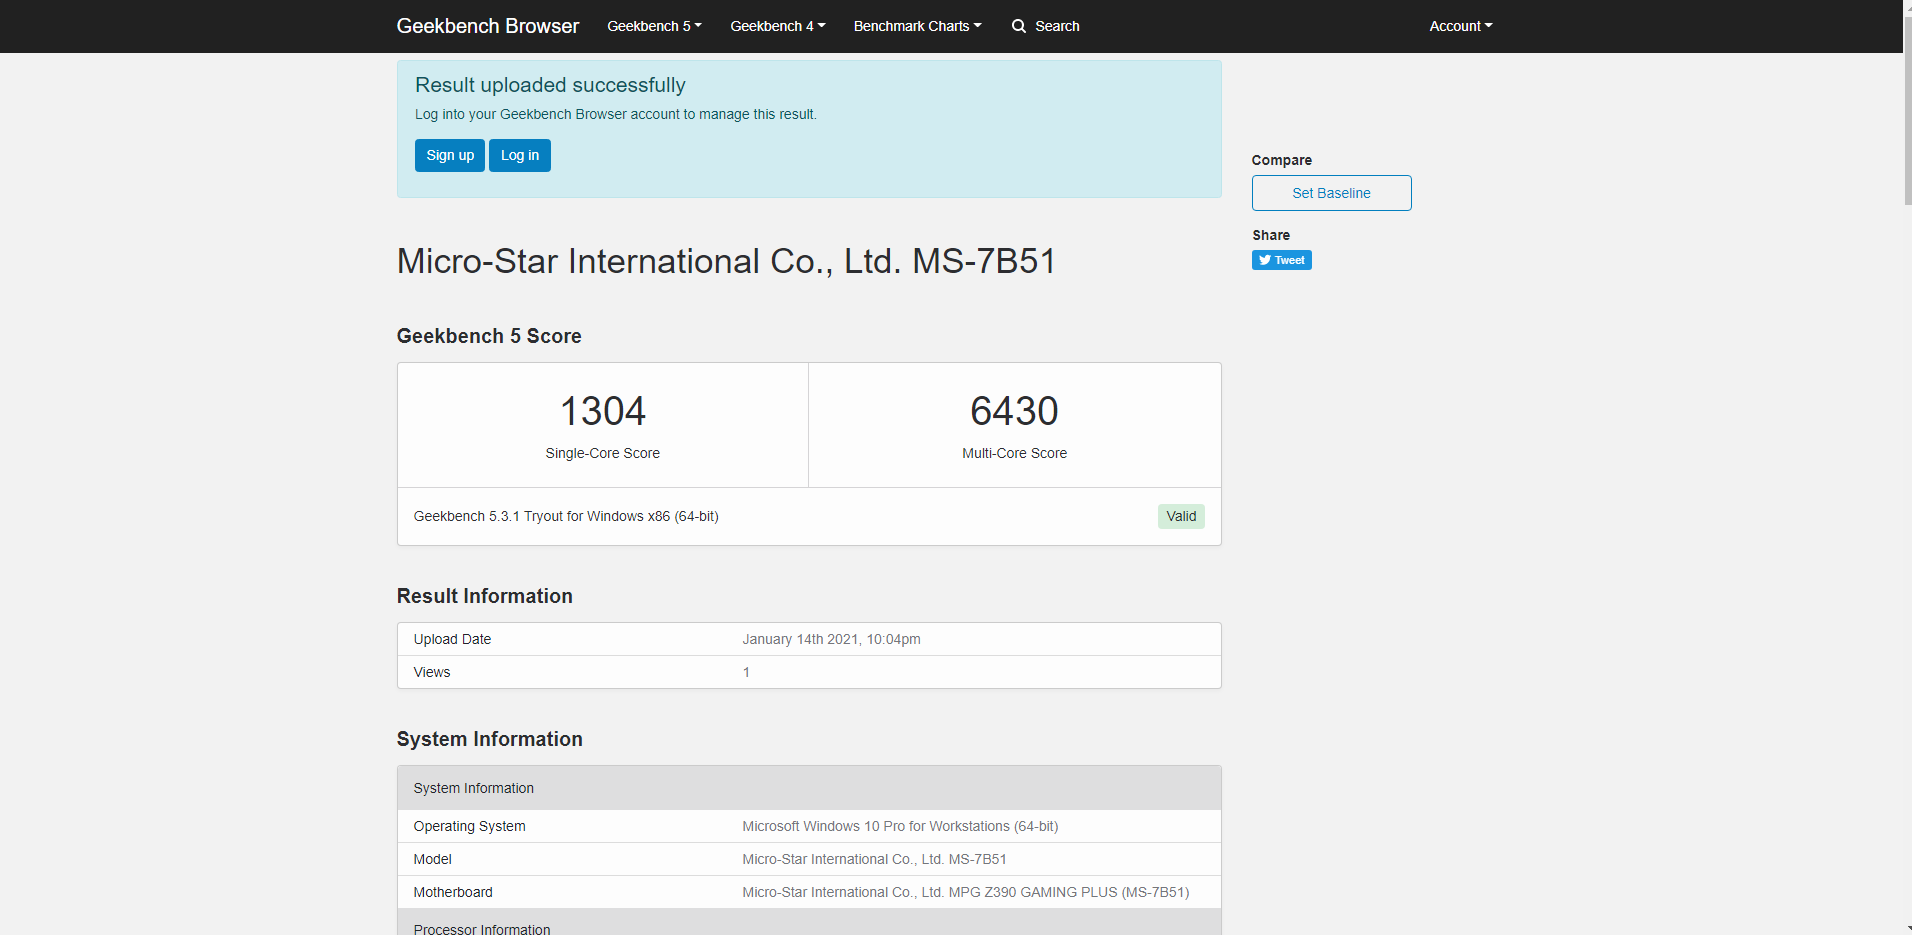 Geekbench Browser Geekbench 5 Geekbench 4 Benchmark Charts Search Account
Result uploaded successfully
Log into your Geekbench Browser account to manage this result.
Sign up Log in
Compare
Set Baseline
Share
Tweet
Micro-Star International Co., Ltd. MS-7B51
Geekbench 5 Score
1304 6430
Single-Core Score Multi-Core Score
Geekbench 5.3.1 Tryout for Windows x86 (64-bit) Valid
Result Information
Upload Date January 14th 2021, 10:04pm
Views 1
System Information
System Information
Operating System Microsoft Windows 10 Pro for Workstations (64-bit)
Model Micro-Star International Co., Ltd. MS-7B51
Motherboard Micro-Star International Co., Ltd. MPG Z390 GAMING PLUS (MS-7B51)
Processor Information